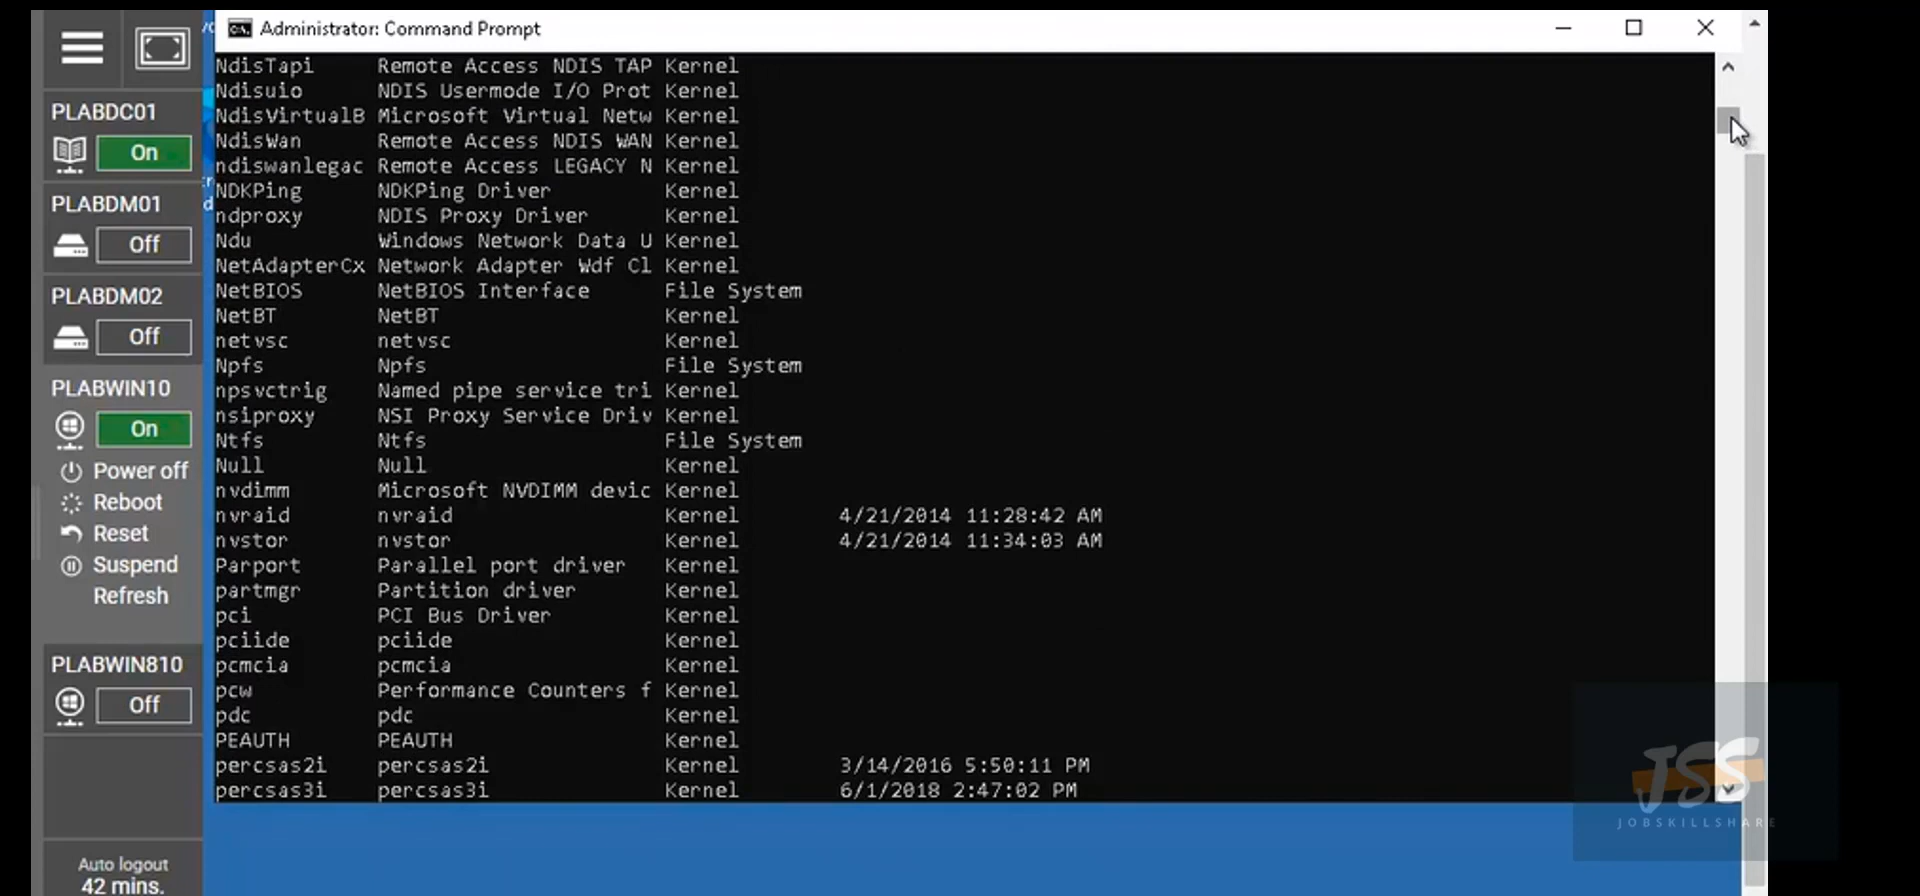 Administrator: Command Prompt
PLABDC01
On
PLABDM01
Off
PLABDM02
Off
PLABWIN10
On
Power off
Reboot
Reset
Suspend
Refresh
PLABWIN810
Off
Auto logout
42 mins.
NdisTapi Remote Access NDIS TAP Kernel
Ndisuio NDIS Usermode I/O Prot Kernel
NdisVirtualB Microsoft Virtual Netw Kernel
NdisWan Remote Access NDIS WAN Kernel
ndiswanlegac Remote Access LEGACY N Kernel
NDKPing NDKPing Driver Kernel
ndproxy NDIS Proxy Driver Kernel
Ndu Windows Network Data U Kernel
NetAdapterCx Network Adapter Wdf Cl Kernel
NetBIOS NetBIOS Interface File System
NetBT NetBT Kernel
netvsc netvsc Kernel
Npfs Npfs File System
npsvctrig Named pipe service tri Kernel
nsiproxy NSI Proxy Service Driv Kernel
Ntfs Ntfs File System
Null Null Kernel
nvdimm Microsoft NVDIMM devic Kernel
nvraid nvraid Kernel 4/21/2014 11:28:42 AM
nvstor nvstor Kernel 4/21/2014 11:34:03 AM
Parport Parallel port driver Kernel
partmgr Partition driver Kernel
pci PCI Bus Driver Kernel
pciide pciide Kernel
pcmcia pcmcia Kernel
pcw Performance Counters f Kernel
pdc pdc Kernel
PEAUTH PEAUTH Kernel
percsas2i percsas2i Kernel 3/14/2016 5:50:11 PM
percsas3i percsas3i Kernel 6/1/2018 2:47:02 PM
JSS
JOBSKILLSHARE